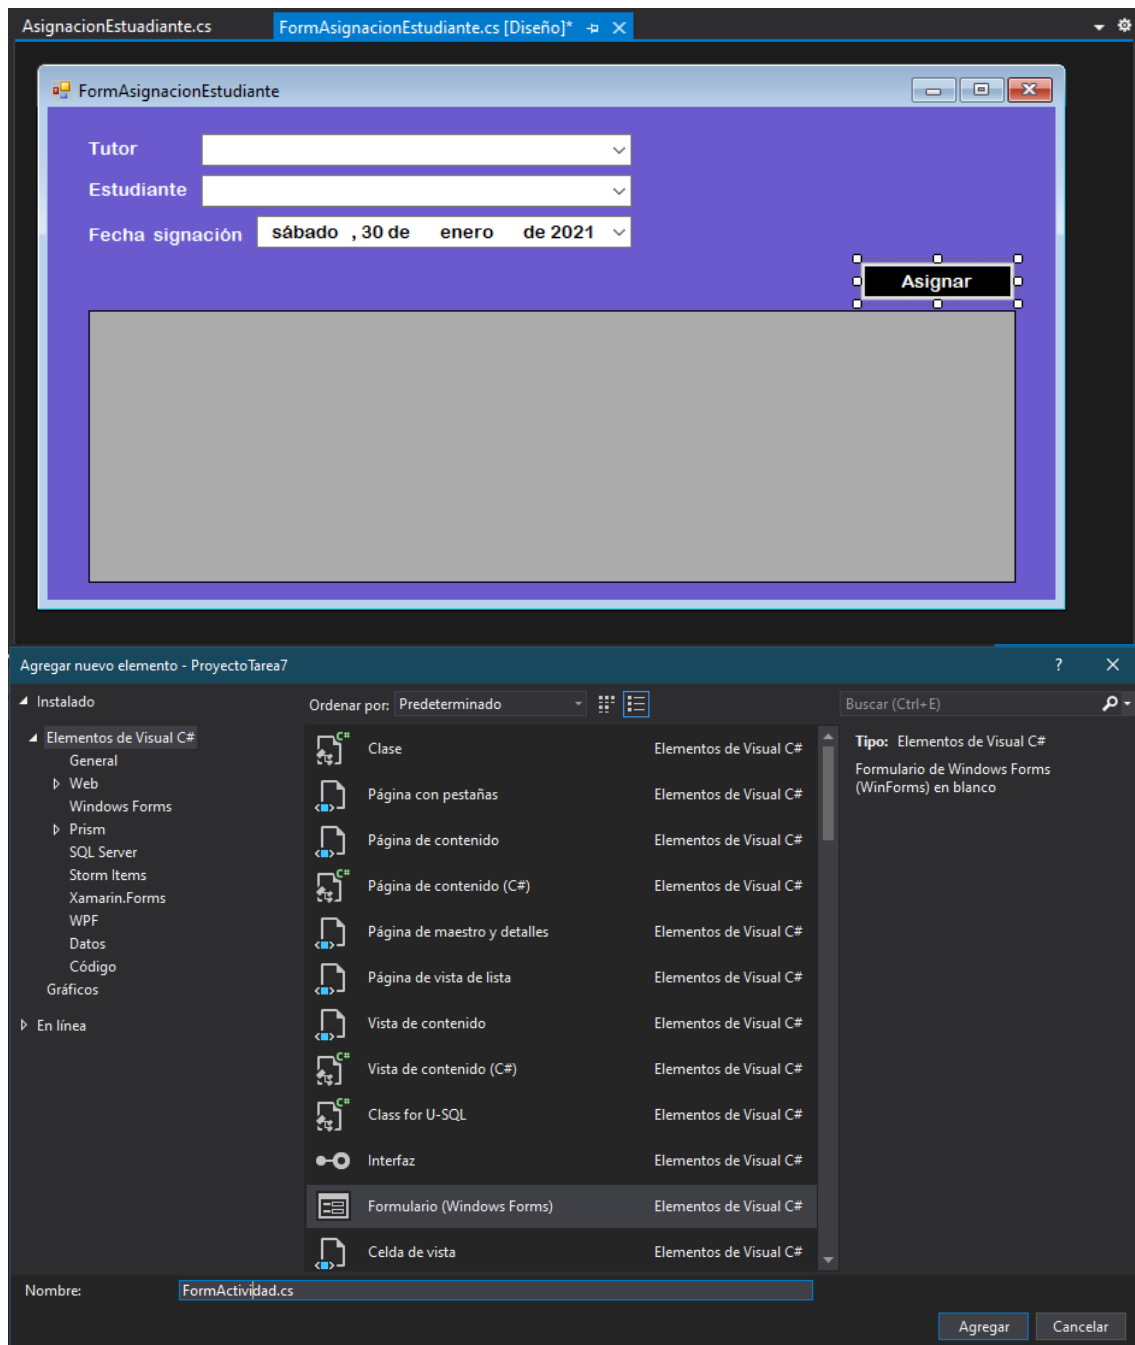 AsignacionEstuadiante.cs FormAsignacionEstudiante.cs [Diseño]*
FormAsignacionEstudiante
Tutor
Estudiante
Fecha signación sábado , 30 de enero de 2021
Asignar
Agregar nuevo elemento - ProyectoTarea7 ?
Instalado
Elementos de Visual C#
General
Web
Windows Forms
Prism
SQL Server
Storm Items
Xamarin.Forms
WPF
Datos
Código
Gráficos
En línea
Ordenar por: Predeterminado
Clase Elementos de Visual C#
Página con pestañas Elementos de Visual C#
Página de contenido Elementos de Visual C#
Página de contenido (C#) Elementos de Visual C#
Página de maestro y detalles Elementos de Visual C#
Página de vista de lista Elementos de Visual C#
Vista de contenido Elementos de Visual C#
Vista de contenido (C#) Elementos de Visual C#
Class for U-SQL Elementos de Visual C#
Interfaz Elementos de Visual C#
Formulario (Windows Forms) Elementos de Visual C#
Celda de vista Elementos de Visual C#
Buscar (Ctrl+E)
Tipo: Elementos de Visual C#
Formulario de Windows Forms
(WinForms) en blanco
Nombre: FormActividad.cs
Agregar Cancelar